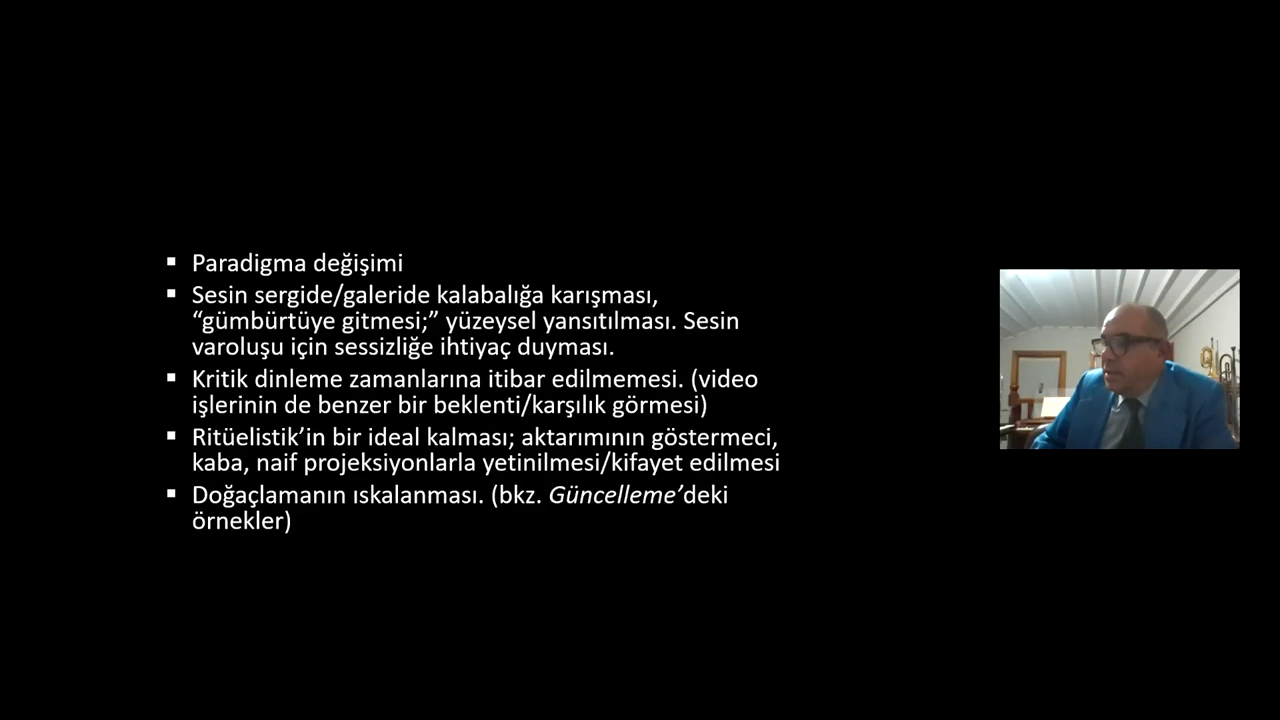 ▪ Paradigma değişimi
▪ Sesin sergide/galeride kalabalığa karışması,
“gümbürtüye gitmesi;” yüzeysel yansıtılması. Sesin
varoluşu için sessizliğe ihtiyaç duyması.
▪ Kritik dinleme zamanlarına itibar edilmemesi. (video
işlerinin de benzer bir beklenti/karşılık görmesi)
▪ Ritüelistik’in bir ideal kalması; aktarımının göstermeci,
kaba, naif projeksiyonlarla yetinilmesi/kifayet edilmesi
▪ Doğaçlamanın ıskalanması. (bkz. Güncelleme’deki
örnekler)